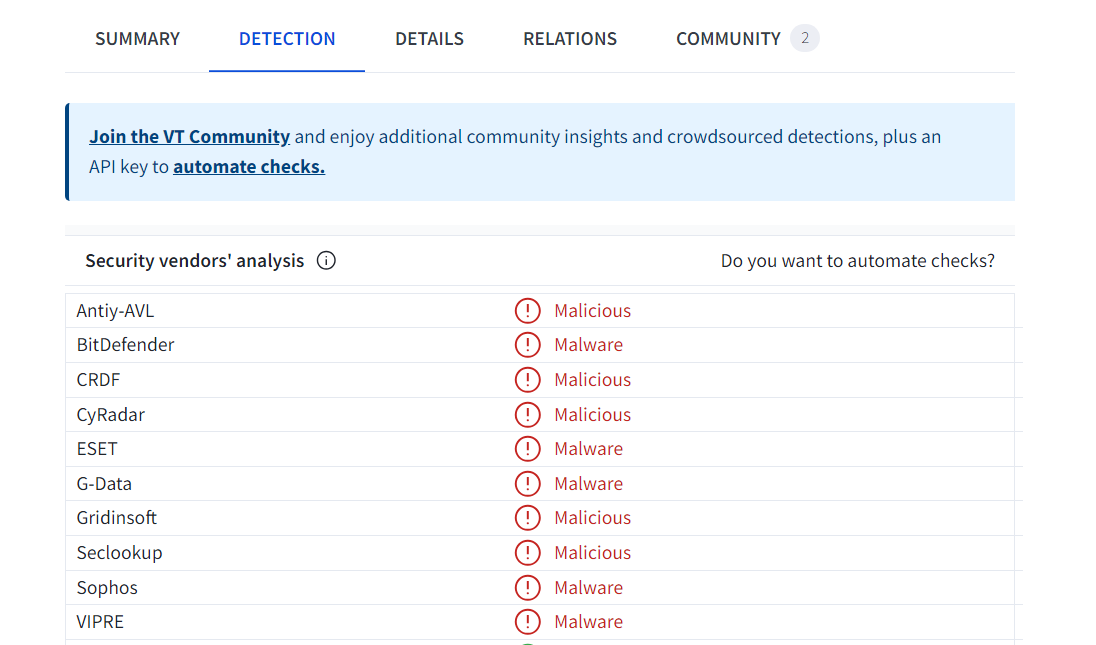 SUMMARY DETECTION DETAILS RELATIONS COMMUNITY 2
Join the VT Community and enjoy additional community insights and crowdsourced detections, plus an
API key to automate checks.
Security vendors' analysis Do you want to automate checks?
Antiy-AVL Malicious
BitDefender Malware
CRDF Malicious
CyRadar Malicious
ESET Malware
G-Data Malware
Gridinsoft Malicious
Seclookup Malicious
Sophos Malware
VIPRE Malware